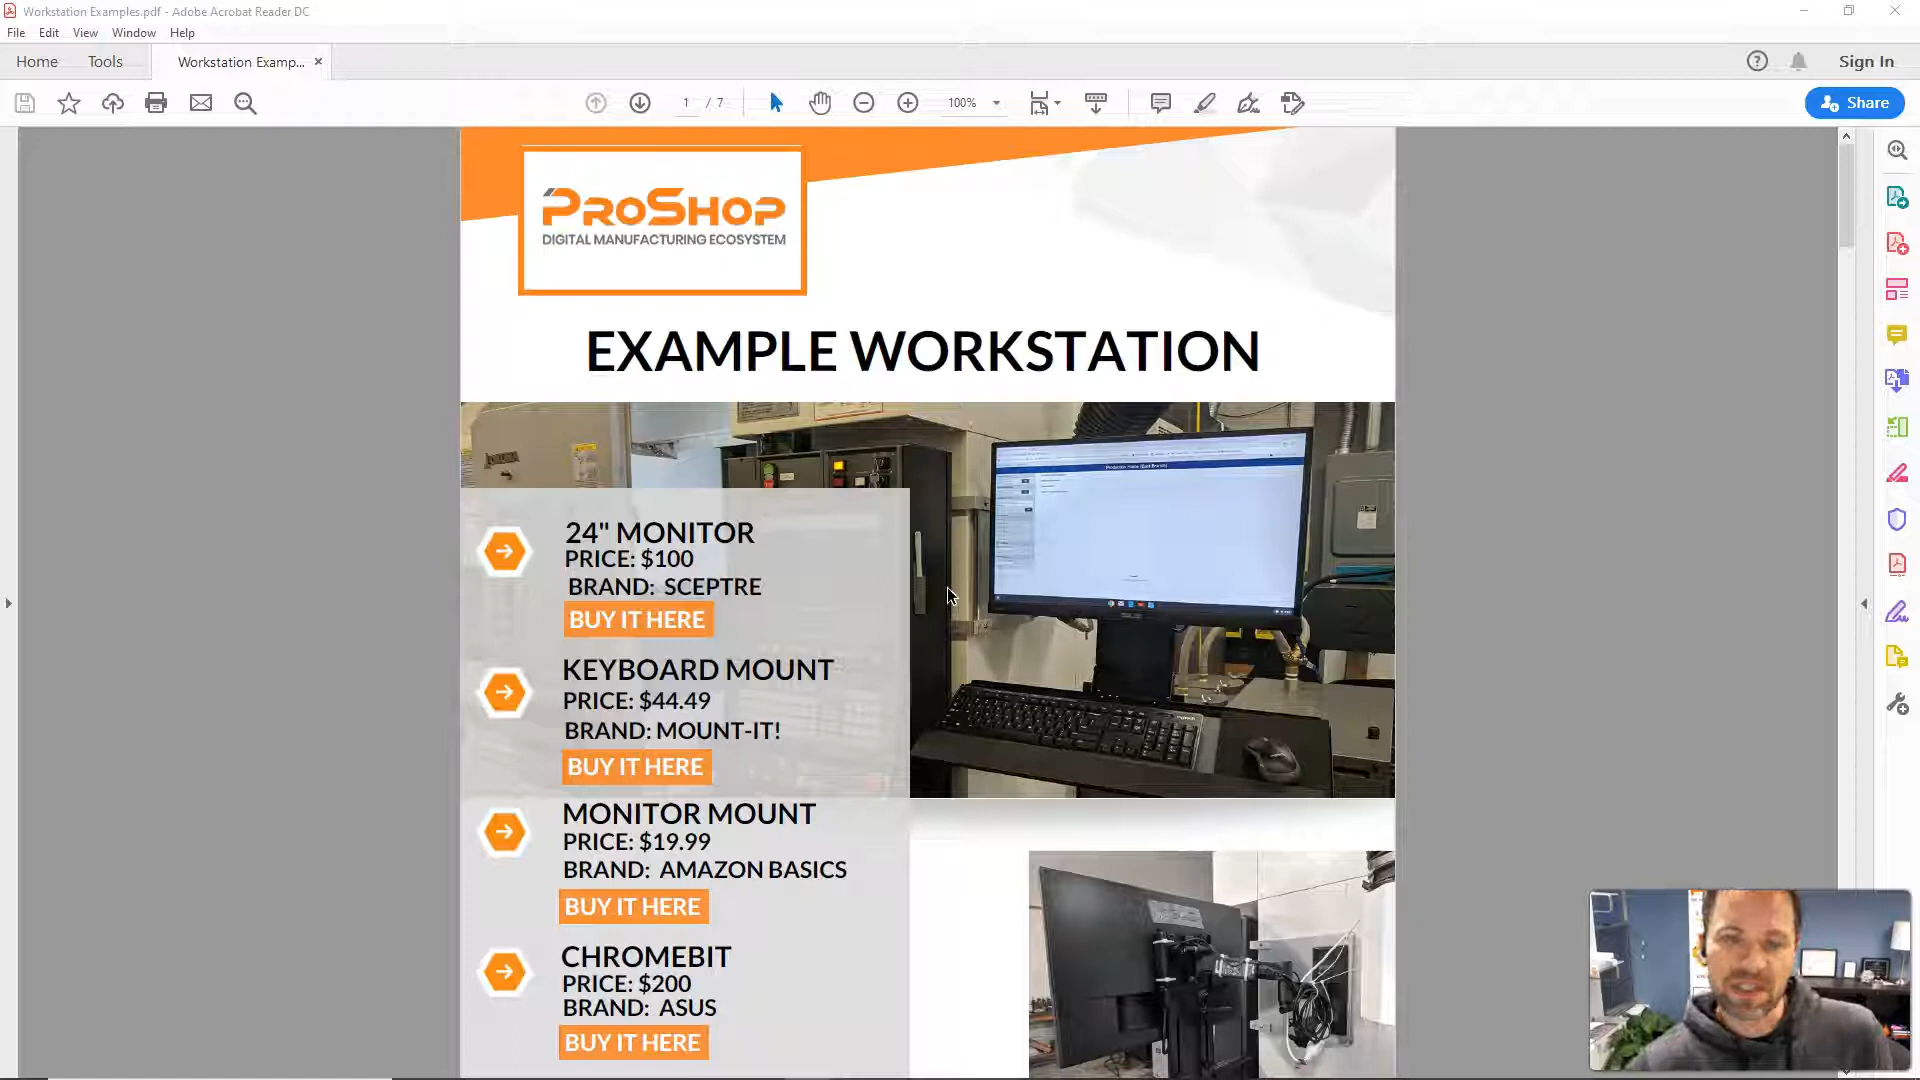 Workstation Examples.pdf - Adobe Acrobat Reader DC
File Edit View Window Help
Home Tools Workstation Examp... Sign In
1 / 7 100% Share
PROSHOP
DIGITAL MANUFACTURING ECOSYSTEM
EXAMPLE WORKSTATION
24" MONITOR
PRICE: $100
BRAND: SCEPTRE
BUY IT HERE
KEYBOARD MOUNT
PRICE: $44.49
BRAND: MOUNT-IT!
BUY IT HERE
MONITOR MOUNT
PRICE: $19.99
BRAND: AMAZON BASICS
BUY IT HERE
CHROMEBIT
PRICE: $200
BRAND: ASUS
BUY IT HERE